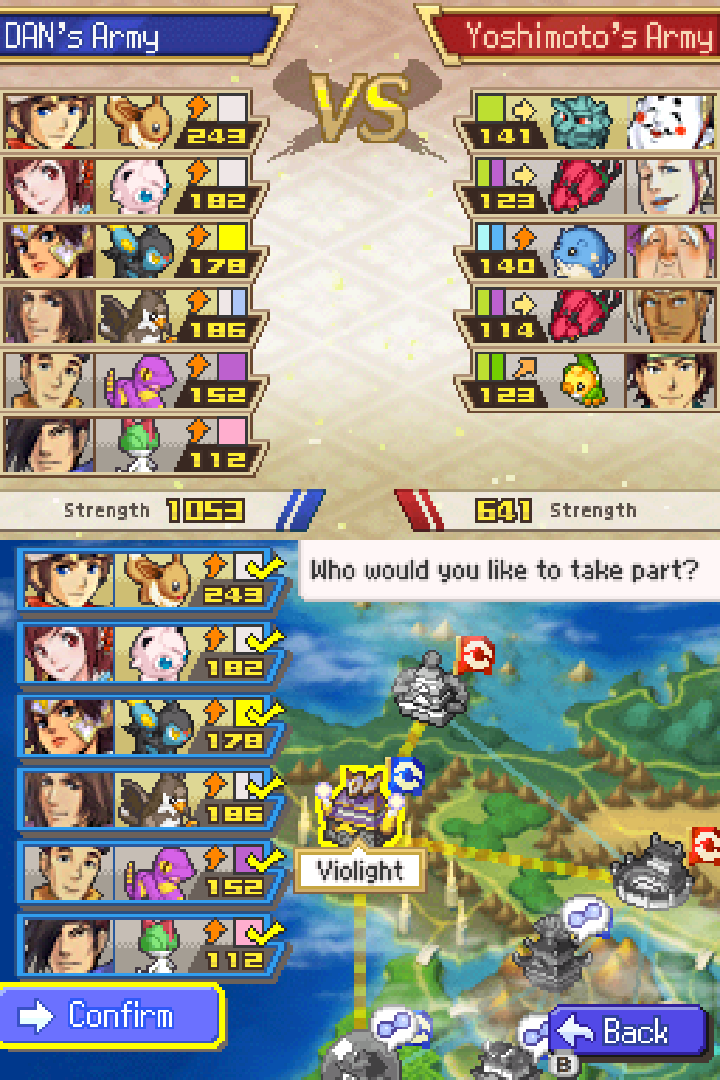 DAN's Army
Yoshimoto's Army
VS
243
141
182
123
178
140
186
114
152
123
112
Strength 1053
641 Strength
Who would you like to take part?
243
182
178
186
152
112
Violight
Confirm
Back
B